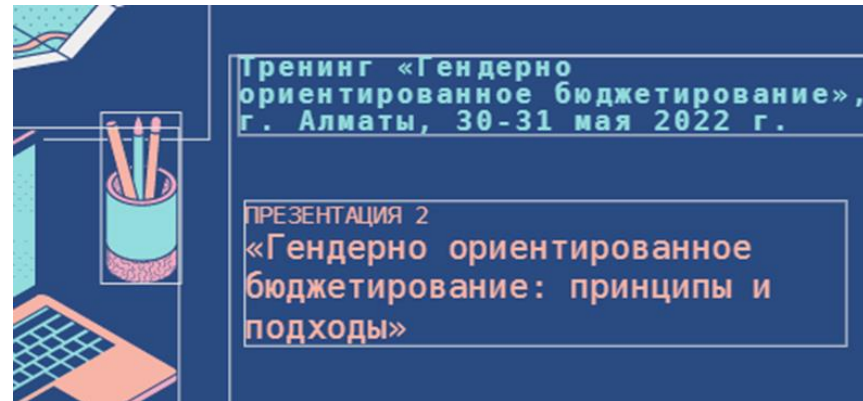 Тренинг «Гендерно
ориентированное бюджетирование»,
г. Алматы, 30-31 мая 2022 г.
ПРЕЗЕНТАЦИЯ 2
«Гендерно ориентированное
бюджетирование: принципы и
подходы»